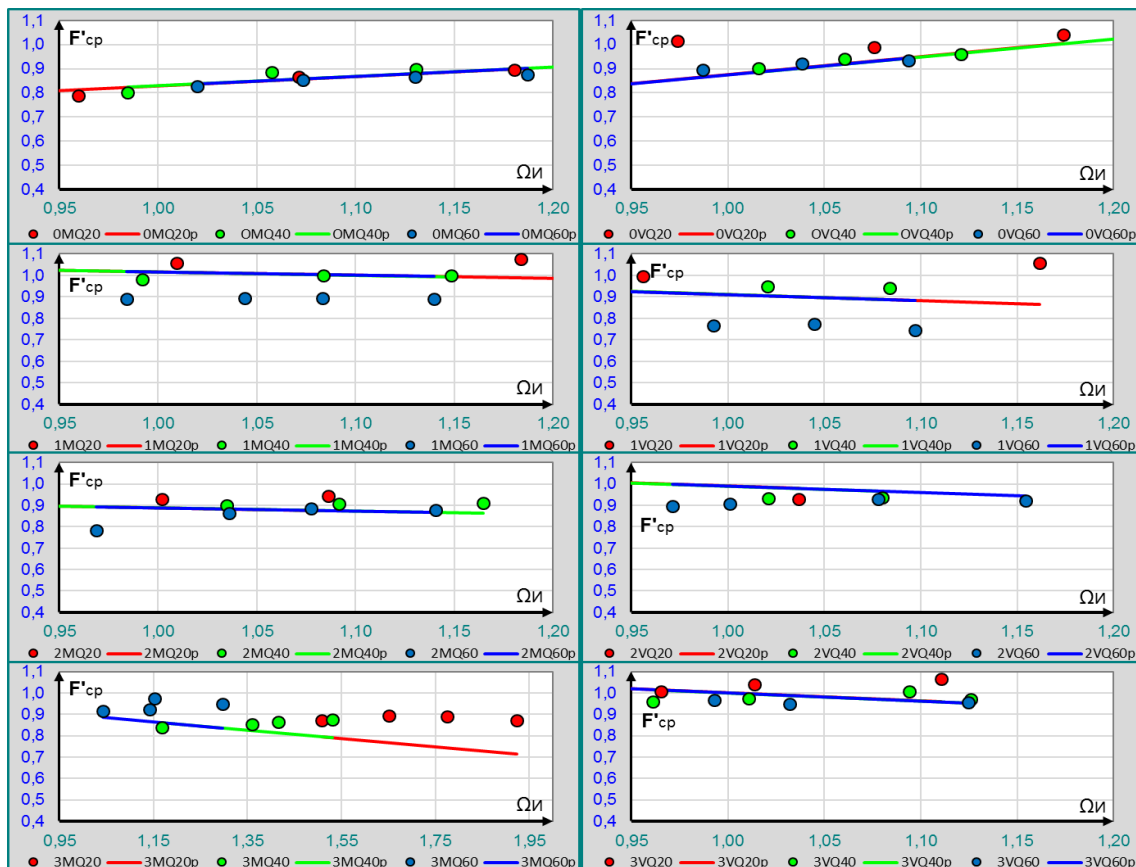 1,1
1,0
0,9
0,8
0,7
0,6
0,5
0,4
F'ср
Ωи
0,95 1,00 1,05 1,10 1,15 1,20
0MQ20 0MQ20p OMQ40 OMQ40p 0MQ60 0MQ60p
1,1
1,0
0,9
0,8
0,7
0,6
0,5
0,4
F'ср
Ωи
0,95 1,00 1,05 1,10 1,15 1,20
0VQ20 0VQ20p OVQ40 OVQ40p 0VQ60 0VQ60p
1,1
1,0
0,9
0,8
0,7
0,6
0,5
0,4
F'ср
Ωи
0,95 1,00 1,05 1,10 1,15 1,20
1MQ20 1MQ20p 1MQ40 1MQ40p 1MQ60 1MQ60p
1,1
1,0
0,9
0,8
0,7
0,6
0,5
0,4
F'ср
Ωи
0,95 1,00 1,05 1,10 1,15 1,20
1VQ20 1VQ20p 1VQ40 1VQ40p 1VQ60 1VQ60p
1,1
1,0
0,9
0,8
0,7
0,6
0,5
0,4
F'ср
Ωи
0,95 1,00 1,05 1,10 1,15 1,20
2MQ20 2MQ20p 2MQ40 2MQ40p 2MQ60 2MQ60p
1,1
1,0
0,9
0,8
0,7
0,6
0,5
0,4
F'ср
Ωи
0,95 1,00 1,05 1,10 1,15 1,20
2VQ20 2VQ20p 2VQ40 2VQ40p 2VQ60 2VQ60p
1,1
1,0
0,9
0,8
0,7
0,6
0,5
0,4
F'ср
Ωи
0,95 1,15 1,35 1,55 1,75 1,95
3MQ20 3MQ20p 3MQ40 3MQ40p 3MQ60 3MQ60p
1,1
1,0
0,9
0,8
0,7
0,6
0,5
0,4
F'ср
Ωи
0,95 1,00 1,05 1,10 1,15 1,20
3VQ20 3VQ20p 3VQ40 3VQ40p 3VQ60 3VQ60p